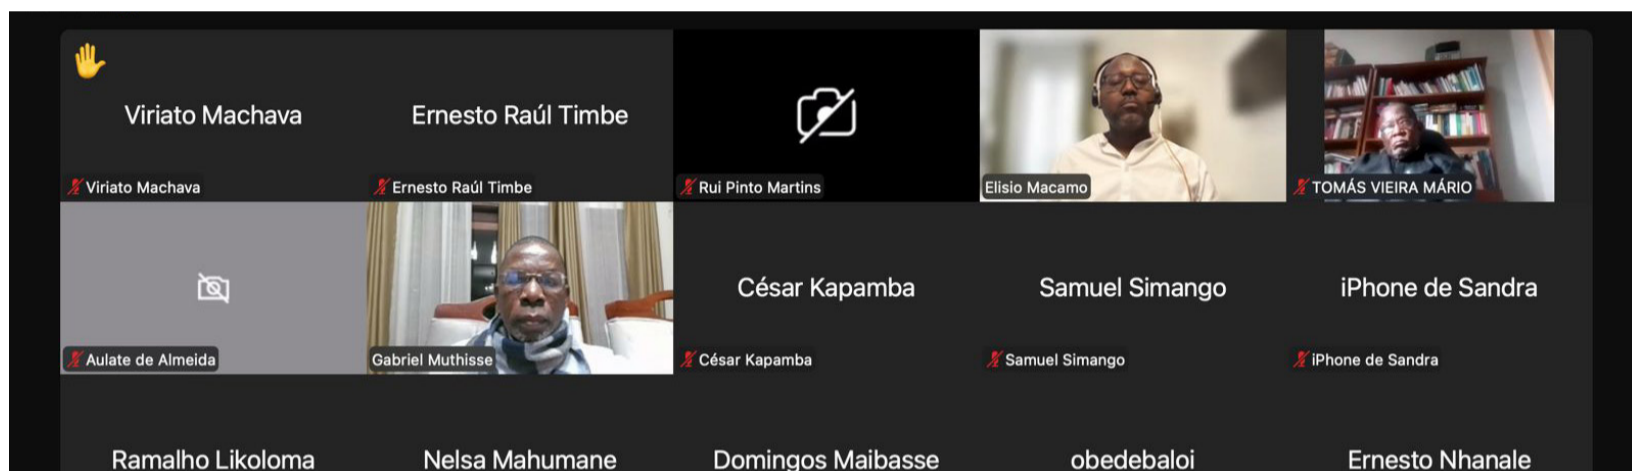 Viriato Machava
Ernesto Raúl Timbe
Viriato Machava
Ernesto Raúl Timbe
Rui Pinto Martins
Elisio Macamo
TOMÁS VIEIRA MÁRIO
César Kapamba
Samuel Simango
iPhone de Sandra
Aulate de Almeida
Gabriel Muthisse
César Kapamba
Samuel Simango
iPhone de Sandra
Ramalho Likoloma
Nelsa Mahumane
Domingos Maibasse
obedebaloi
Ernesto Nhanale